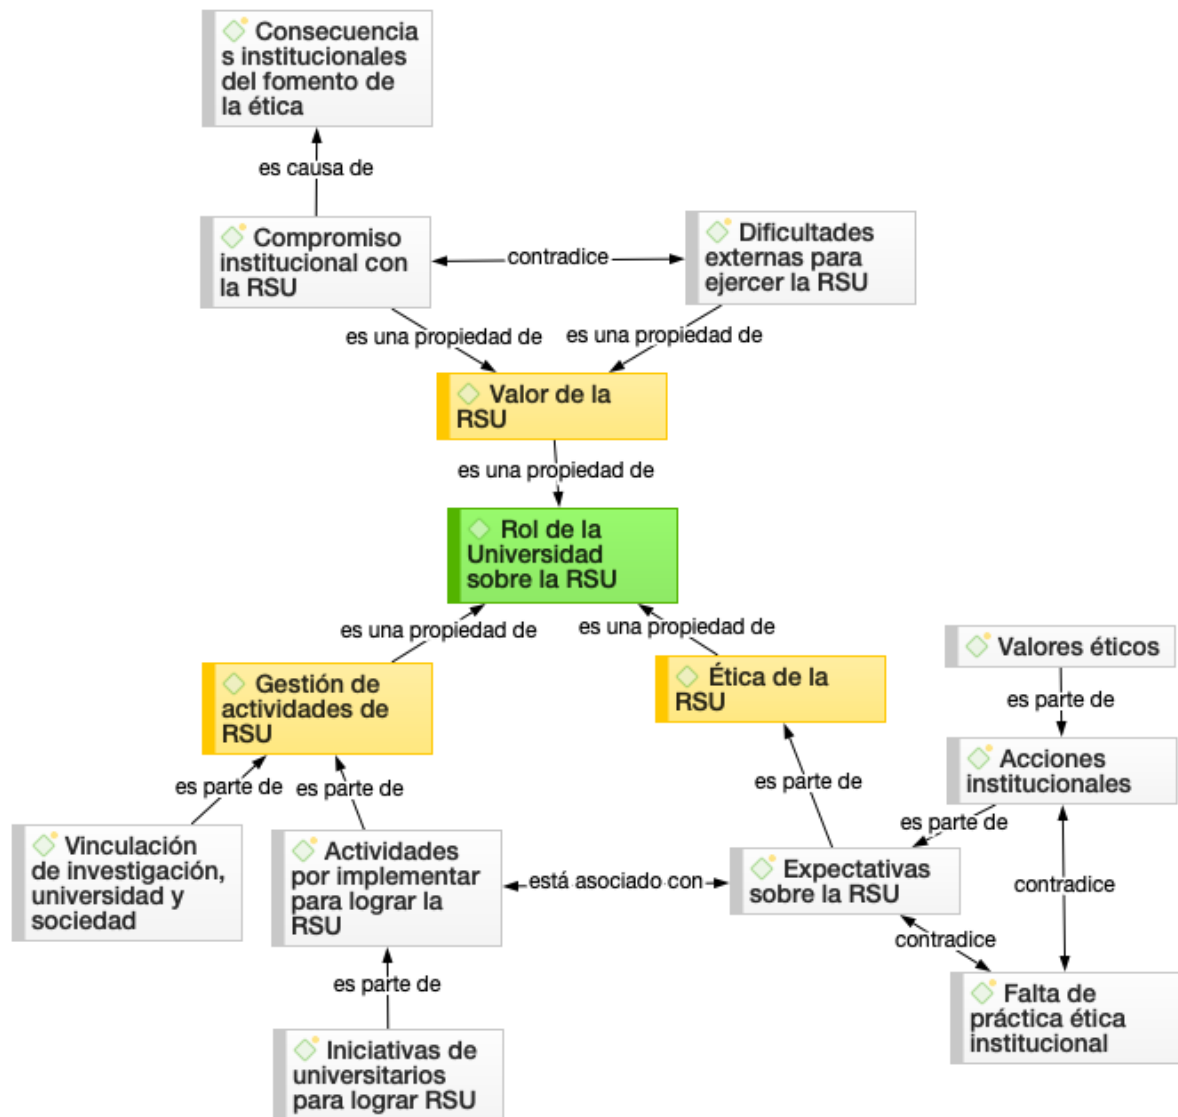 Consecuencia
s institucionales
del fomento de
la ética
es causa de
Compromiso
institucional con
la RSU
contradice
Dificultades
externas para
ejercer la RSU
es una propiedad de
es una propiedad de
Valor de la
RSU
es una propiedad de
Rol de la
Universidad
sobre la RSU
es una propiedad de
es una propiedad de
Gestión de
actividades de
RSU
Ética de la
RSU
Valores éticos
es parte de
Acciones
institucionales
es parte de
es parte de
es parte de
es parte de
Vinculación
de investigación,
universidad y
sociedad
Actividades
por implementar
para lograr la
RSU
está asociado con
Expectativas
sobre la RSU
contradice
contradice
es parte de
Falta de
práctica ética
institucional
Iniciativas de
universitarios
para lograr RSU